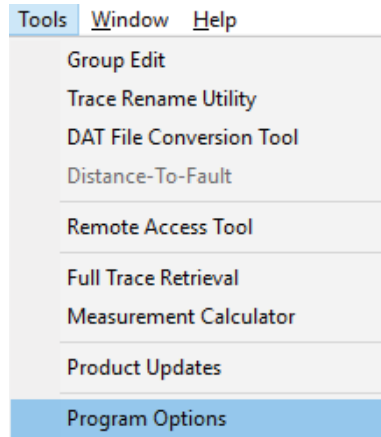 Tools Window Help
Group Edit
Trace Rename Utility
DAT File Conversion Tool
Distance-To-Fault
Remote Access Tool
Full Trace Retrieval
Measurement Calculator
Product Updates
Program Options